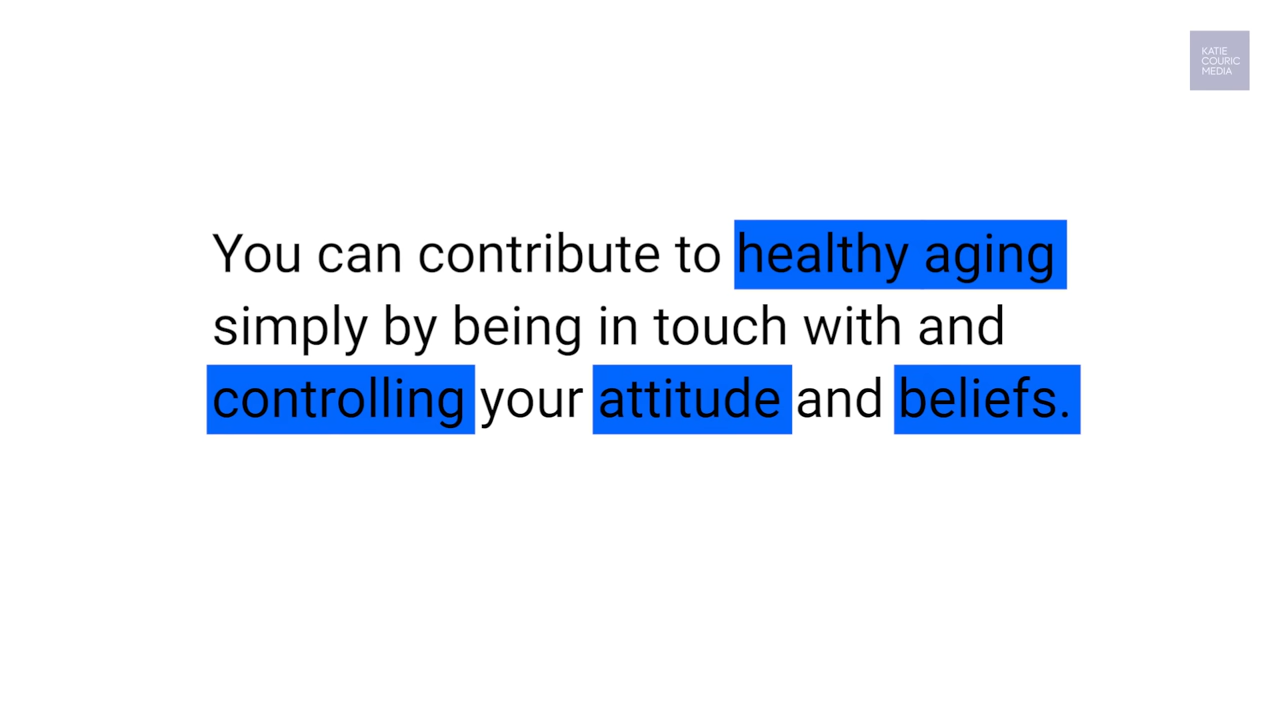 KATIE
COURIC
MEDIA
You can contribute to healthy aging
simply by being in touch with and
controlling your attitude and beliefs.